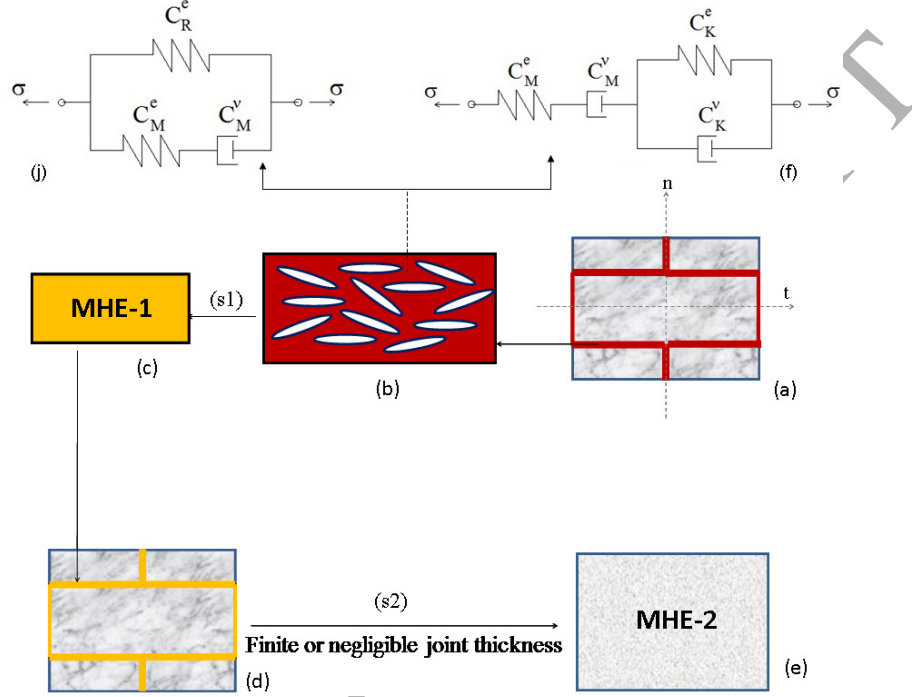 C_R^e
σ
σ
C_M^e
C_M^v
(j)
C_K^e
C_M^e
C_M^v
σ
σ
C_K^v
(f)
n
t
(a)
(b)
(s1)
MHE-1
(c)
(s2)
Finite or negligible joint thickness
(d)
MHE-2
(e)